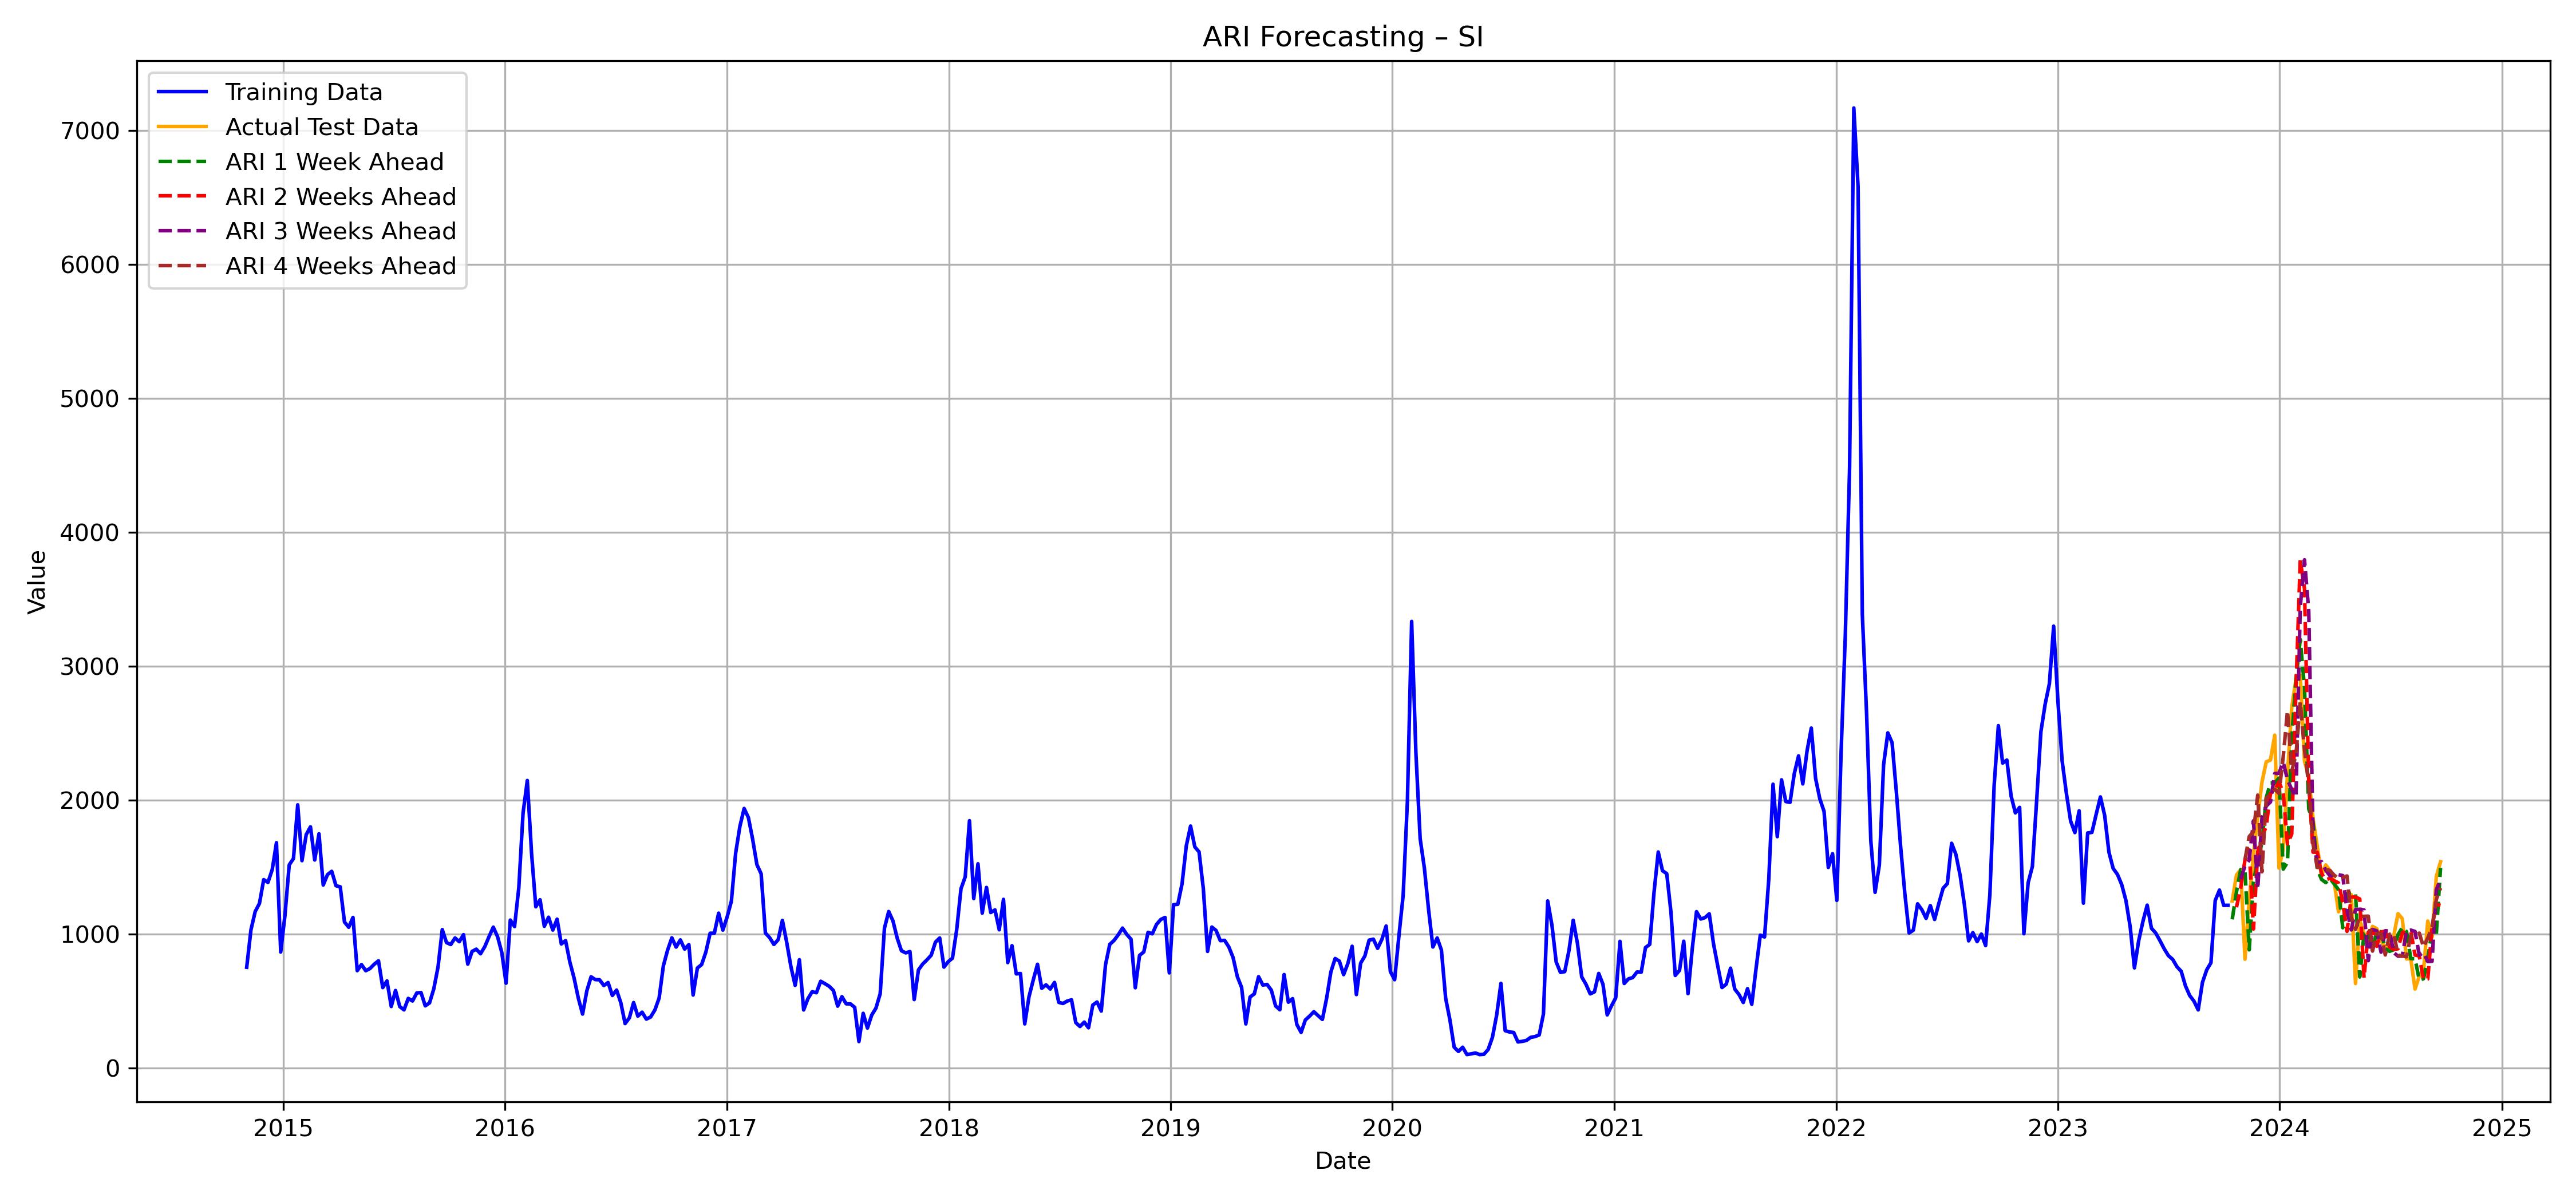 ARI Forecasting – SI
Training Data
Actual Test Data
ARI 1 Week Ahead
ARI 2 Weeks Ahead
ARI 3 Weeks Ahead
ARI 4 Weeks Ahead
7000
6000
5000
4000
3000
2000
1000
0
Value
2015 2016 2017 2018 2019 2020 2021 2022 2023 2024 2025
Date